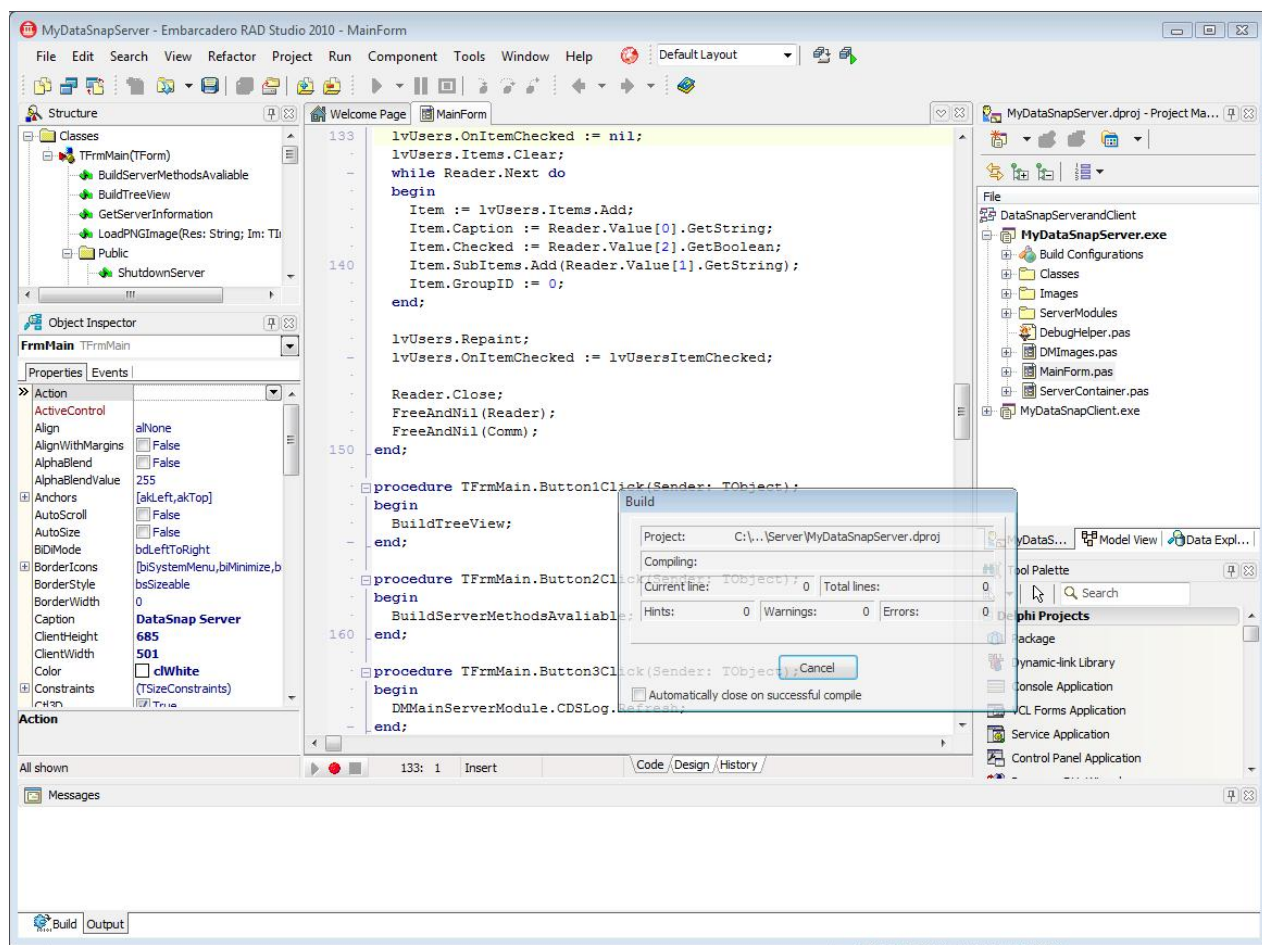 MyDataSnapServer - Embarcadero RAD Studio 2010 - MainForm
File Edit Search View Refactor Project Run Component Tools Window Help Default Layout
Structure
Classes
TFrmMain(TForm)
BuildServerMethodsAvaliable
BuildTreeView
GetServerInformation
LoadPNGImage(Res: String; Im: TI
Public
ShutdownServer
Object Inspector
FrmMain TFrmMain
Properties Events
Action
ActiveControl
Align alNone
AlignWithMargins False
AlphaBlend False
AlphaBlendValue 255
Anchors [akLeft,akTop]
AutoScroll False
AutoSize False
BiDiMode bdLeftToRight
BorderIcons [biSystemMenu,biMinimize,b
BorderStyle bsSizeable
BorderWidth 0
Caption DataSnap Server
ClientHeight 685
ClientWidth 501
Color clWhite
Constraints (TSizeConstraints)
Ctl3D True
Action
All shown
Welcome Page MainForm
133 lvUsers.OnItemChecked := nil;
lvUsers.Items.Clear;
while Reader.Next do
begin
Item := lvUsers.Items.Add;
Item.Caption := Reader.Value[0].GetString;
Item.Checked := Reader.Value[2].GetBoolean;
140 Item.SubItems.Add(Reader.Value[1].GetString);
Item.GroupID := 0;
end;
lvUsers.Repaint;
lvUsers.OnItemChecked := lvUsersItemChecked;
Reader.Close;
FreeAndNil(Reader);
FreeAndNil(Comm);
150 end;
procedure TFrmMain.Button1Click(Sender: TObject);
begin
BuildTreeView;
end;
procedure TFrmMain.Button2Click(Sender: TObject);
begin
BuildServerMethodsAvaliable;
160 end;
procedure TFrmMain.Button3Click(Sender: TObject);
begin
DMMainServerModule.CDSLog.Refresh;
end;
133: 1 Insert
Code Design History
Build
Project: C:\...\Server\MyDataSnapServer.dproj
Compiling:
Current line: 0 Total lines: 0
Hints: 0 Warnings: 0 Errors: 0
Cancel
Automatically close on successful compile
MyDataSnapServer.dproj - Project Ma...
File
DataSnapServerandClient
MyDataSnapServer.exe
Build Configurations
Classes
Images
ServerModules
DebugHelper.pas
DMImages.pas
MainForm.pas
ServerContainer.pas
MyDataSnapClient.exe
MyDataS... Model View Data Expl...
Tool Palette
Search
Delphi Projects
Package
Dynamic-link Library
Console Application
VCL Forms Application
Service Application
Control Panel Application
Messages
Build Output